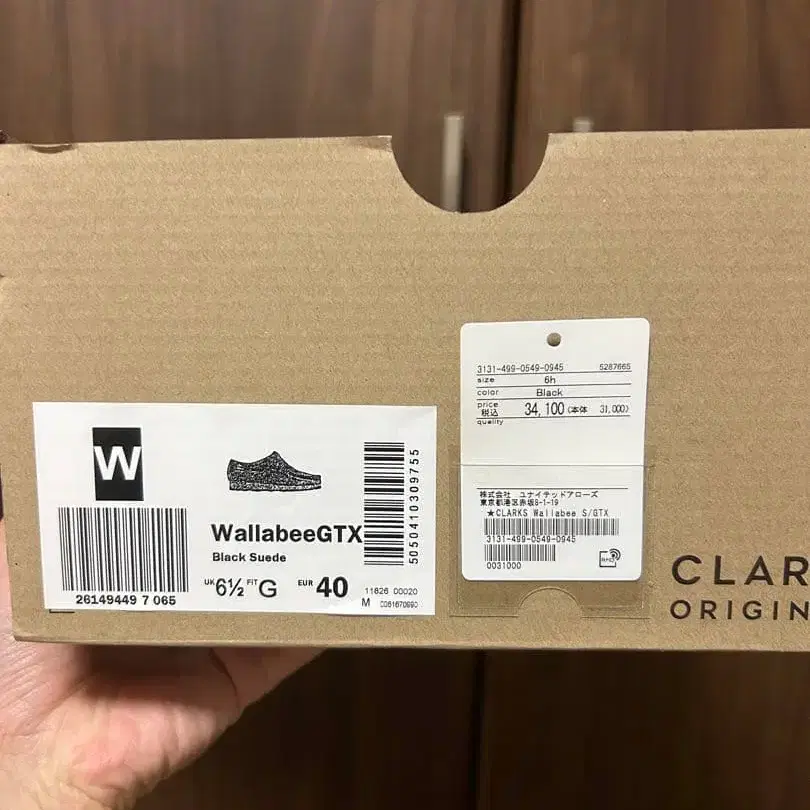 W
26149449 7 065
WallabeeGTX
Black Suede
UK 6½ FIT G EUR 40
11826 00020
M
5050410309755
3131-499-0549-0945 5287665
size 6h
color Black
price 税込 34,100 (本体 31,000)
quality
株式会社 ユナイテッドアローズ
東京都港区赤坂8-1-19
★CLARKS Wallabee S/GTX
3131-499-0549-0945
0031000
CLAR
ORIGIN